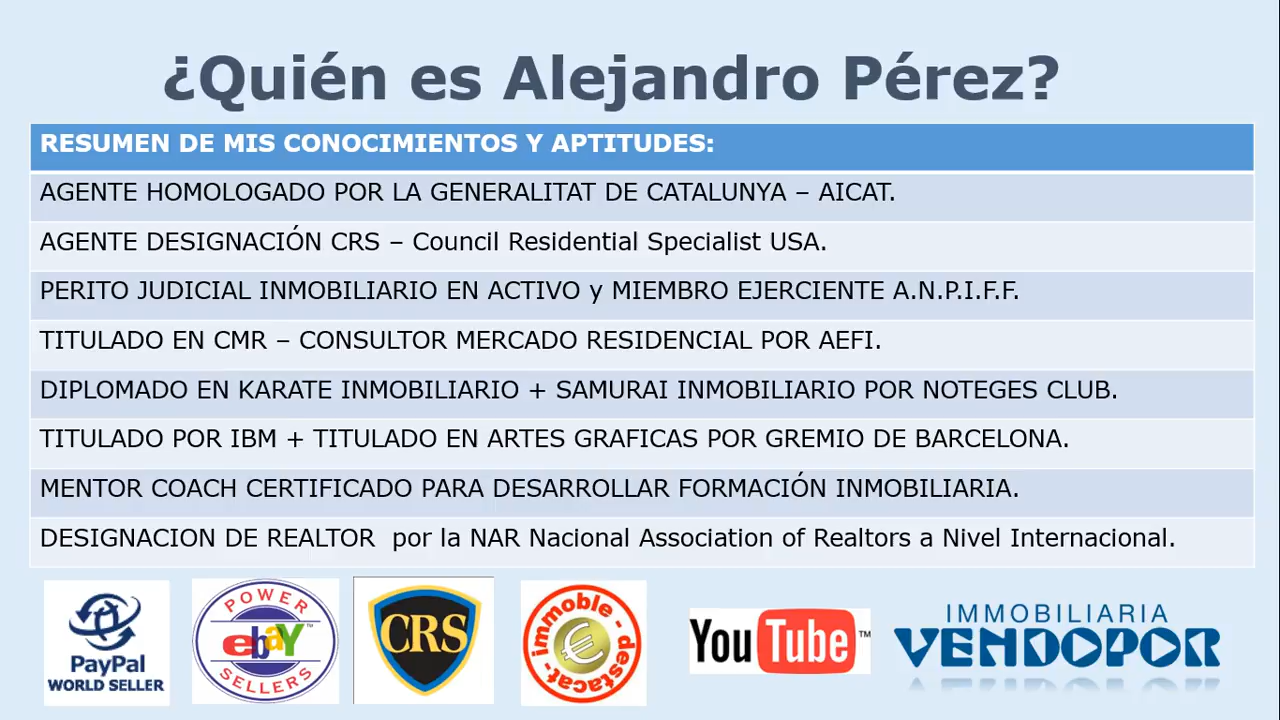 ¿Quién es Alejandro Pérez?
RESUMEN DE MIS CONOCIMIENTOS Y APTITUDES:
AGENTE HOMOLOGADO POR LA GENERALITAT DE CATALUNYA – AICAT.
AGENTE DESIGNACIÓN CRS – Council Residential Specialist USA.
PERITO JUDICIAL INMOBILIARIO EN ACTIVO y MIEMBRO EJERCIENTE A.N.P.I.F.F.
TITULADO EN CMR – CONSULTOR MERCADO RESIDENCIAL POR AEFI.
DIPLOMADO EN KARATE INMOBILIARIO + SAMURAI INMOBILIARIO POR NOTEGES CLUB.
TITULADO POR IBM + TITULADO EN ARTES GRAFICAS POR GREMIO DE BARCELONA.
MENTOR COACH CERTIFICADO PARA DESARROLLAR FORMACIÓN INMOBILIARIA.
DESIGNACION DE REALTOR por la NAR Nacional Association of Realtors a Nivel Internacional.
PayPal
WORLD SELLER
POWER
ebaY™
SELLERS
CRS
immoble - destacat -
€
YouTube™
IMMOBILIARIA
VENDOPOR